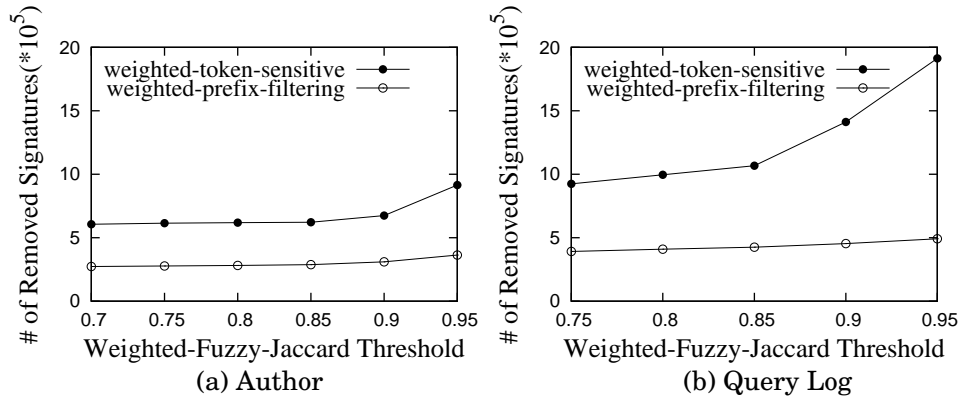 # of Removed Signatures(*10^5)
20
15
10
5
0
weighted-token-sensitive
weighted-prefix-filtering
0.7 0.75 0.8 0.85 0.9 0.95
Weighted-Fuzzy-Jaccard Threshold
(a) Author
# of Removed Signatures(*10^5)
20
15
10
5
0
weighted-token-sensitive
weighted-prefix-filtering
0.75 0.8 0.85 0.9 0.95
Weighted-Fuzzy-Jaccard Threshold
(b) Query Log